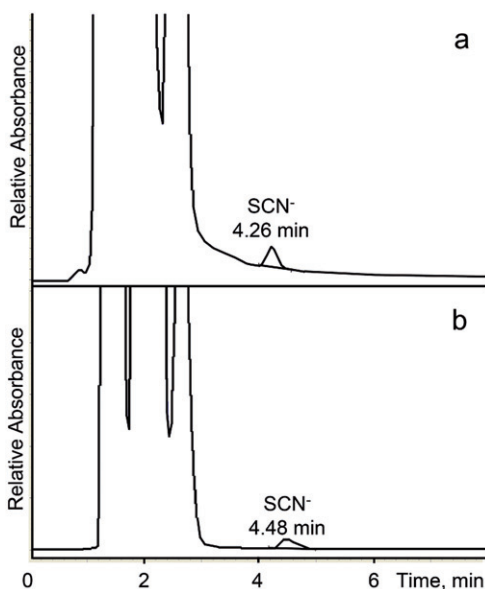 a
Relative Absorbance
SCN⁻
4.26 min
b
Relative Absorbance
SCN⁻
4.48 min
0 2 4 6 Time, min